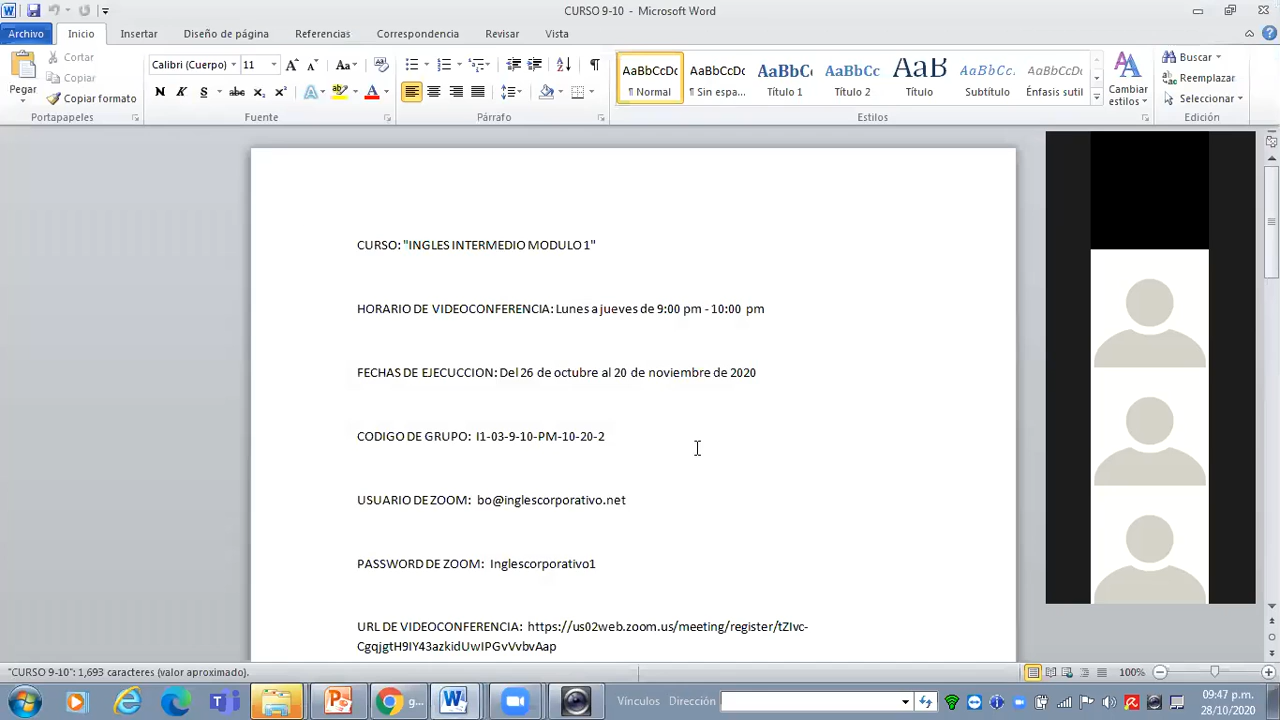 CURSO 9-10 - Microsoft Word
Archivo Inicio Insertar Diseño de página Referencias Correspondencia Revisar Vista
Pegar
Cortar
Copiar
Copiar formato
Portapapeles
Calibri (Cuerpo) 11
N K S abc x₂ x² A
Aa
Fuente
Párrafo
AaBbCcDc AaBbCcDc AaBbC( AaBbCc AaB AaBbCc. AaBbCcDc
¶ Normal ¶ Sin espa... Título 1 Título 2 Título Subtítulo Énfasis sutil
Cambiar
estilos
Estilos
Buscar
Reemplazar
Seleccionar
Edición
CURSO: "INGLES INTERMEDIO MODULO 1"
HORARIO DE VIDEOCONFERENCIA: Lunes a jueves de 9:00 pm - 10:00 pm
FECHAS DE EJECUCCION: Del 26 de octubre al 20 de noviembre de 2020
CODIGO DE GRUPO: I1-03-9-10-PM-10-20-2
USUARIO DE ZOOM: bo@inglescorporativo.net
PASSWORD DE ZOOM: Inglescorporativo1
URL DE VIDEOCONFERENCIA: https://us02web.zoom.us/meeting/register/tZIvc-
CgqjgtH9IY43azkidUwIPGvVvbvAap
"CURSO 9-10": 1,693 caracteres (valor aproximado).
100%
g...
Vínculos Dirección
09:47 p.m.
28/10/2020